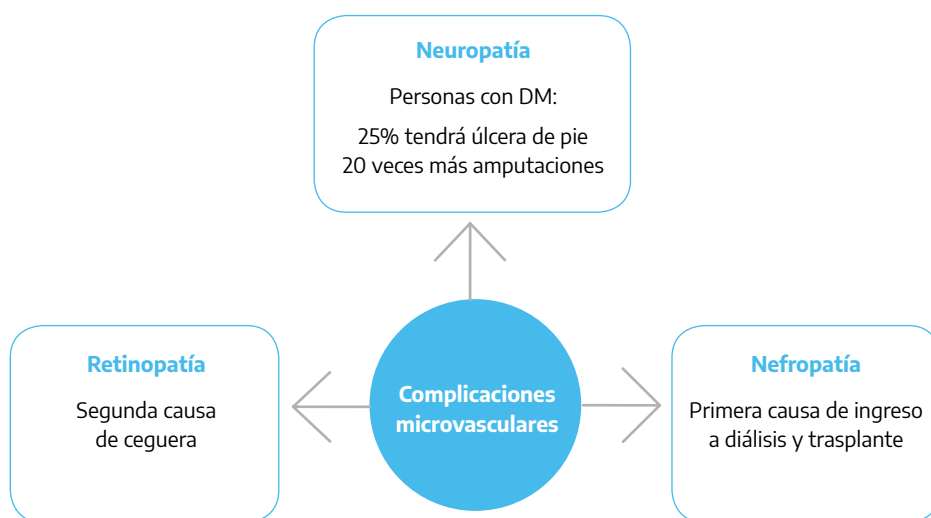 Neuropatía
Personas con DM:
25% tendrá úlcera de pie
20 veces más amputaciones
Retinopatía
Segunda causa
de ceguera
Complicaciones
microvasculares
Nefropatía
Primera causa de ingreso
a diálisis y trasplante